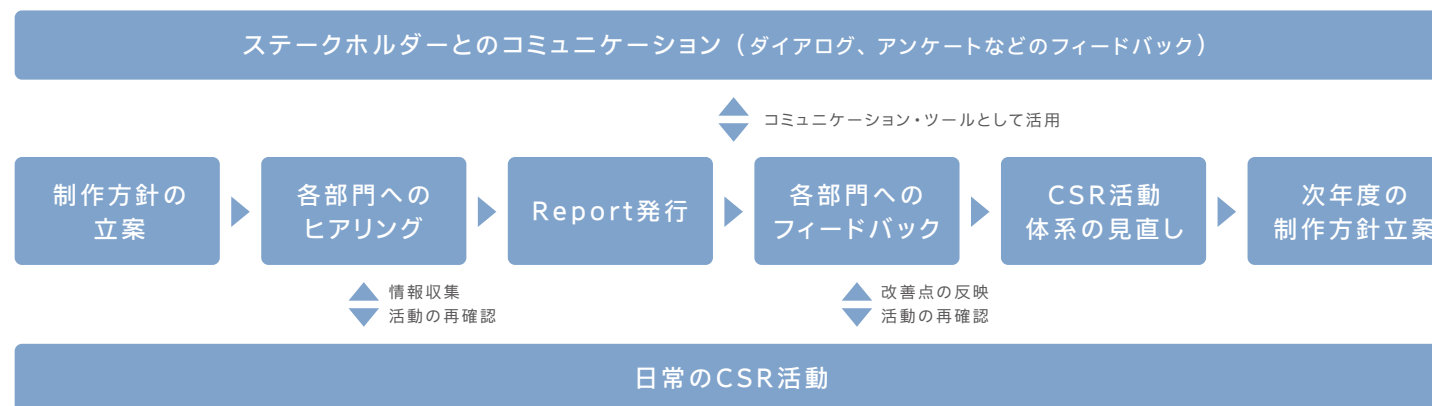 ステークホルダーとのコミュニケーション（ダイアログ、アンケートなどのフィードバック）
コミュニケーション・ツールとして活用
制作方針の
立案
各部門への
ヒアリング
Report発行
各部門への
フィードバック
CSR活動
体系の見直し
次年度の
制作方針立案
情報収集
活動の再確認
改善点の反映
活動の再確認
日常のCSR活動